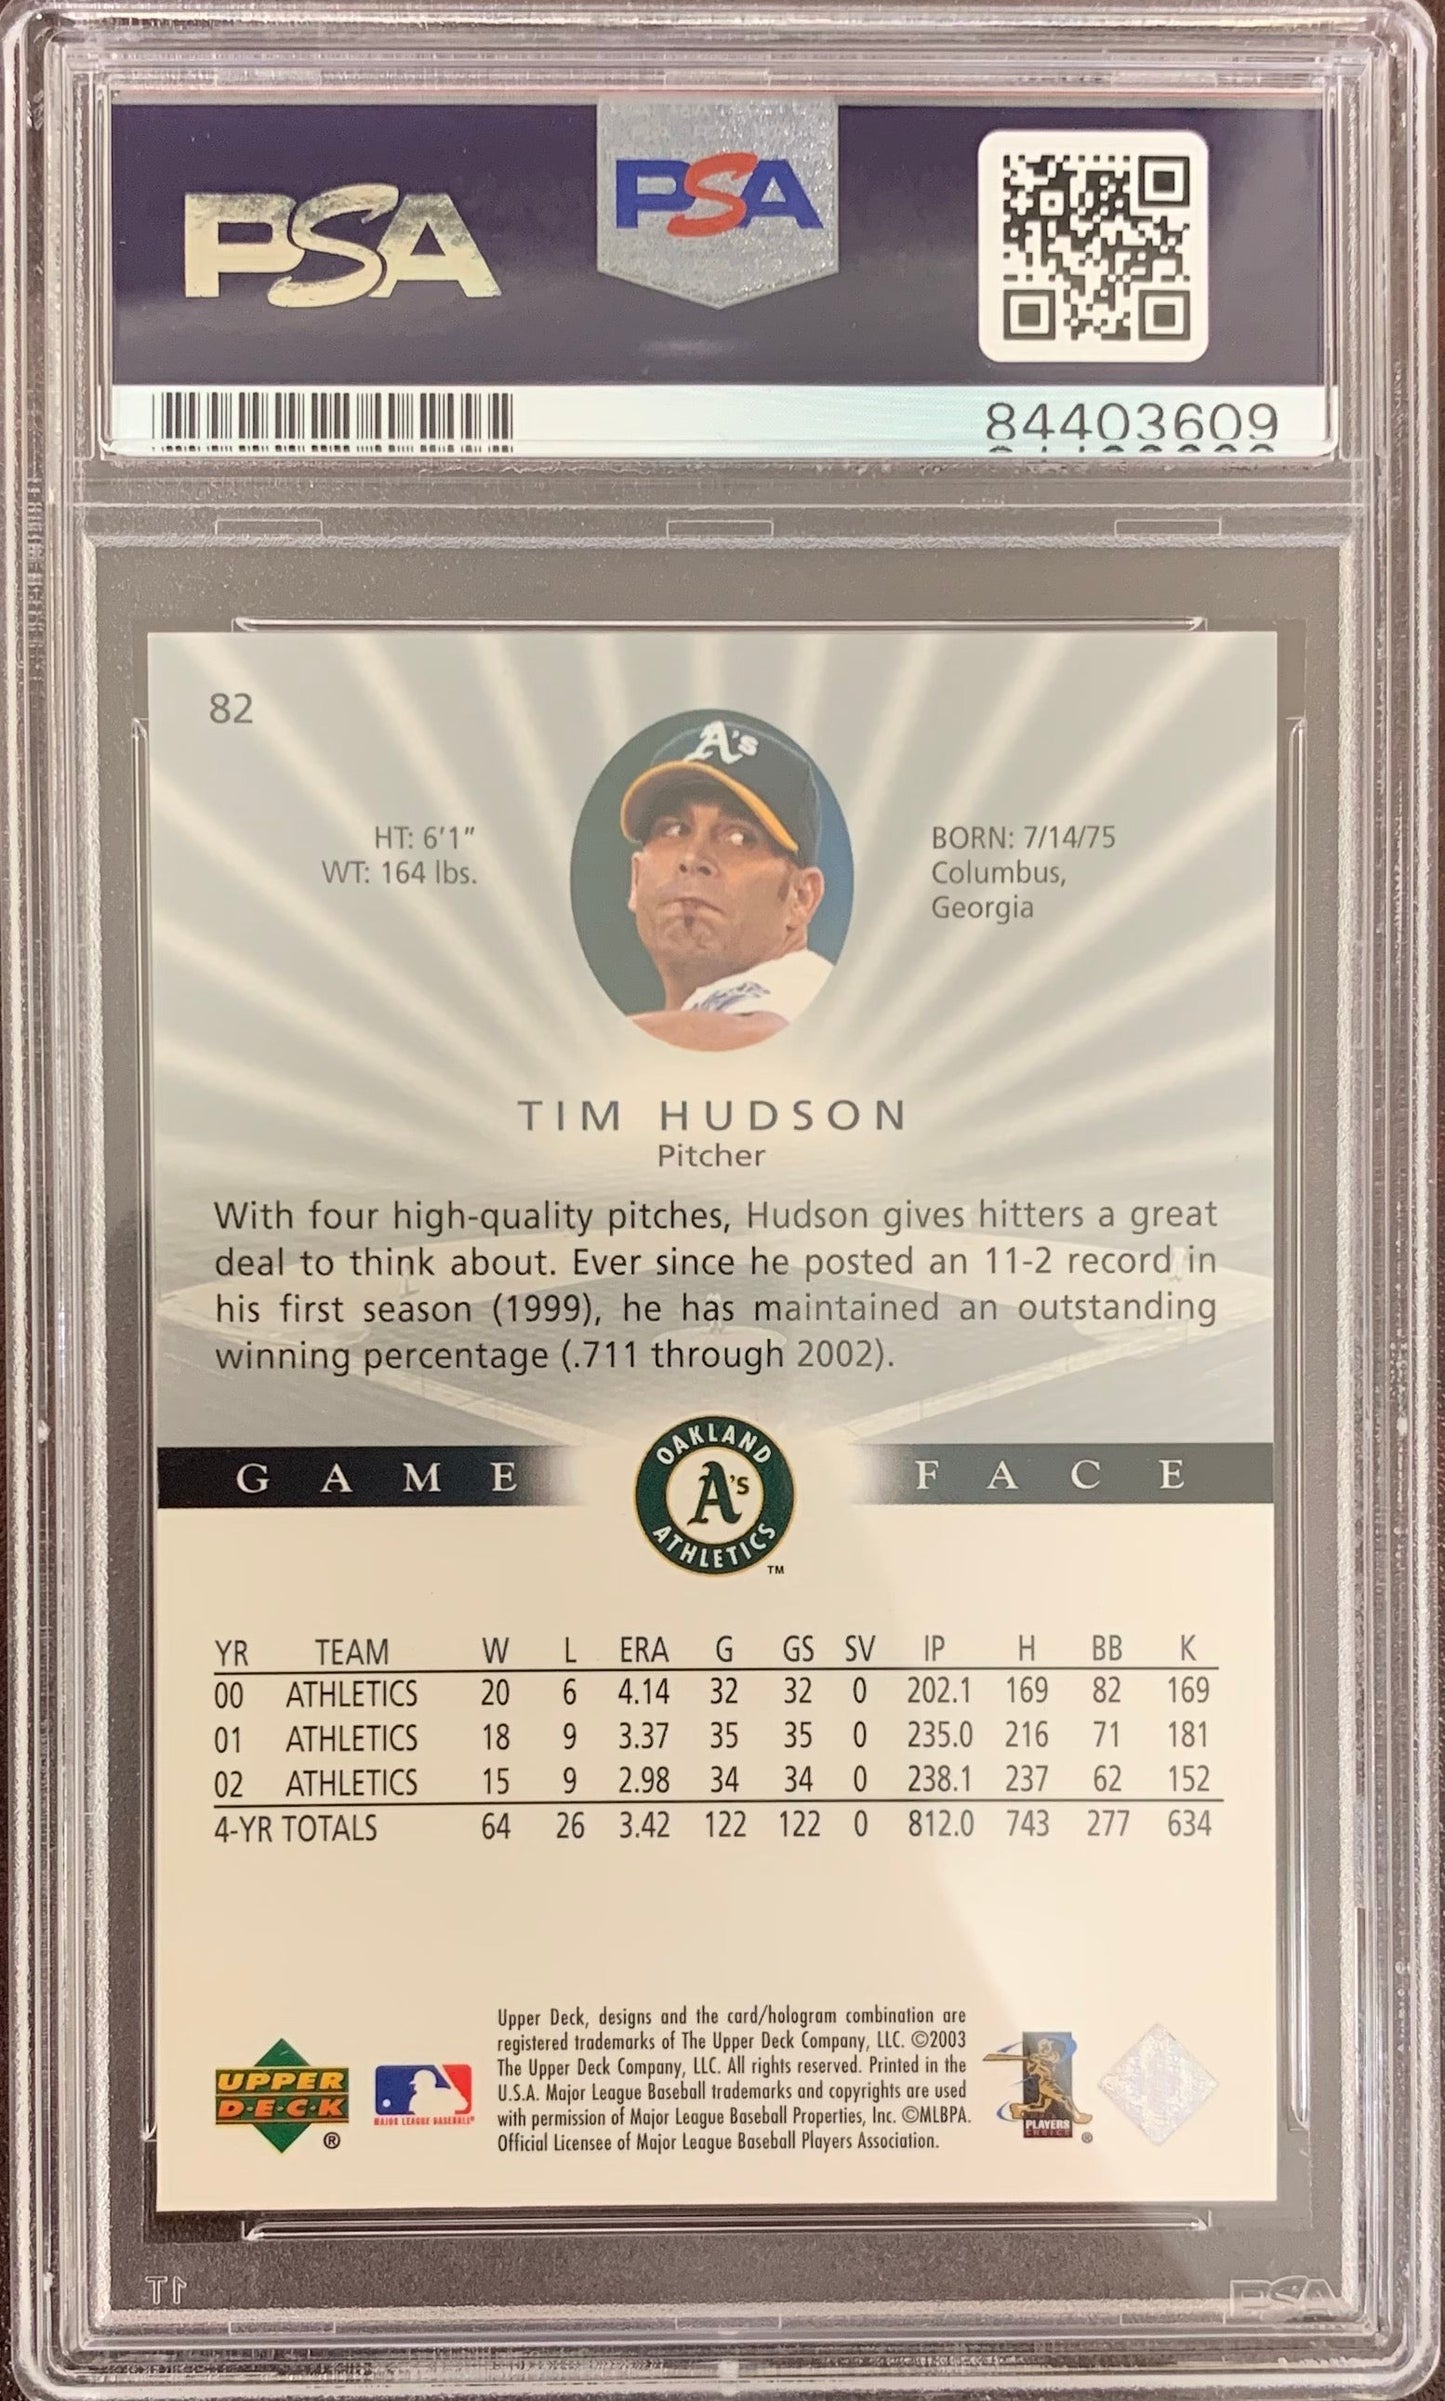 PSA
PSA
84403609
82
A's
HT: 6'1"
WT: 164 lbs.
BORN: 7/14/75
Columbus,
Georgia
TIM HUDSON
Pitcher
With four high-quality pitches, Hudson gives hitters a great
deal to think about. Ever since he posted an 11-2 record in
his first season (1999), he has maintained an outstanding
winning percentage (.711 through 2002).
GAME FACE
OAKLAND
A's
ATHLETICS
TM
YR TEAM W L ERA G GS SV IP H BB K
00 ATHLETICS 20 6 4.14 32 32 0 202.1 169 82 169
01 ATHLETICS 18 9 3.37 35 35 0 235.0 216 71 181
02 ATHLETICS 15 9 2.98 34 34 0 238.1 237 62 152
4-YR TOTALS 64 26 3.42 122 122 0 812.0 743 277 634
Upper Deck, designs and the card/hologram combination are
registered trademarks of The Upper Deck Company, LLC. ©2003
The Upper Deck Company, LLC. All rights reserved. Printed in the
U.S.A. Major League Baseball trademarks and copyrights are used
with permission of Major League Baseball Properties, Inc. ©MLBPA.
Official Licensee of Major League Baseball Players Association.
UPPER
DECK
®
MAJOR LEAGUE BASEBALL
PLAYERS
CHOICE
®
PSA